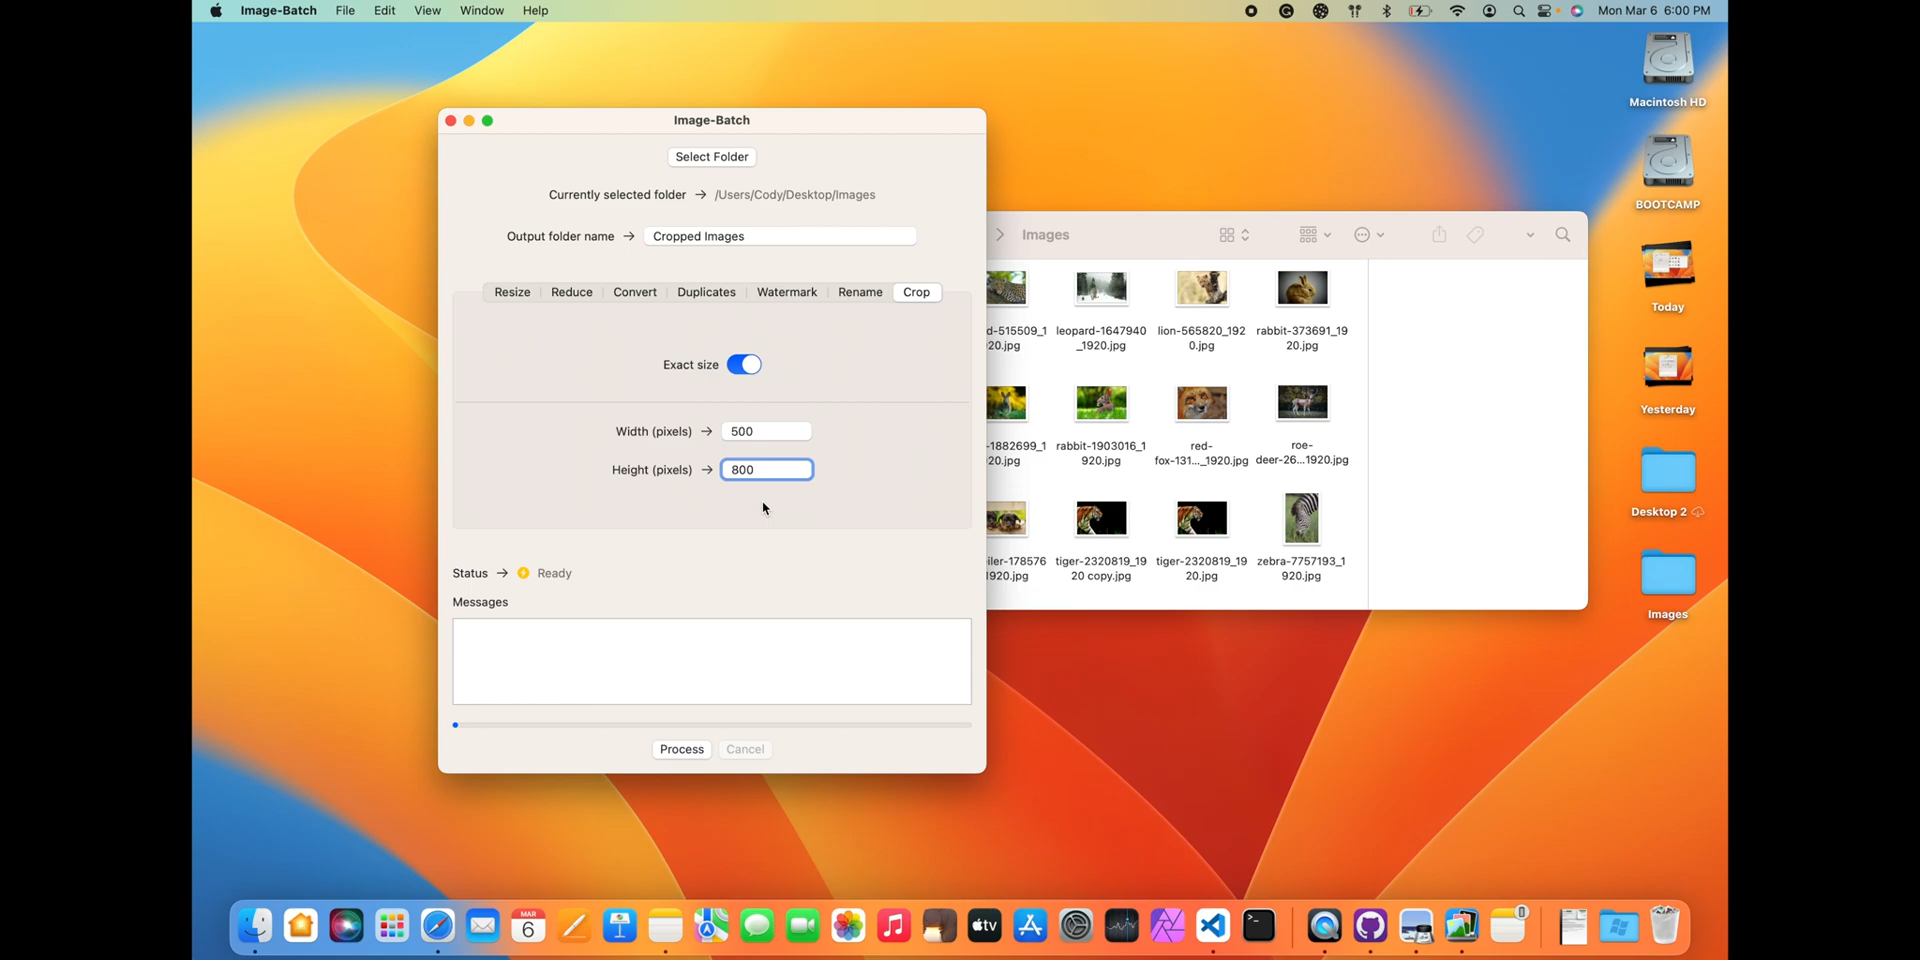 Image-Batch File Edit View Window Help Mon Mar 6 6:00 PM
Macintosh HD
BOOTCAMP
Today
Yesterday
Desktop 2
Images
Image-Batch
Select Folder
Currently selected folder → /Users/Cody/Desktop/Images
Output folder name → Cropped Images
Resize Reduce Convert Duplicates Watermark Rename Crop
Exact size
Width (pixels) → 500
Height (pixels) → 800
Status → Ready
Messages
Process Cancel
Images
d-515509_1 leopard-1647940 lion-565820_192 rabbit-373691_19
20.jpg _1920.jpg 0.jpg 20.jpg
-1882699_1 rabbit-1903016_1 red- roe-
20.jpg 920.jpg fox-131..._1920.jpg deer-26...1920.jpg
iler-178576 tiger-2320819_19 tiger-2320819_19 zebra-7757193_1
1920.jpg 20 copy.jpg 20.jpg 920.jpg
MAR
6
tv